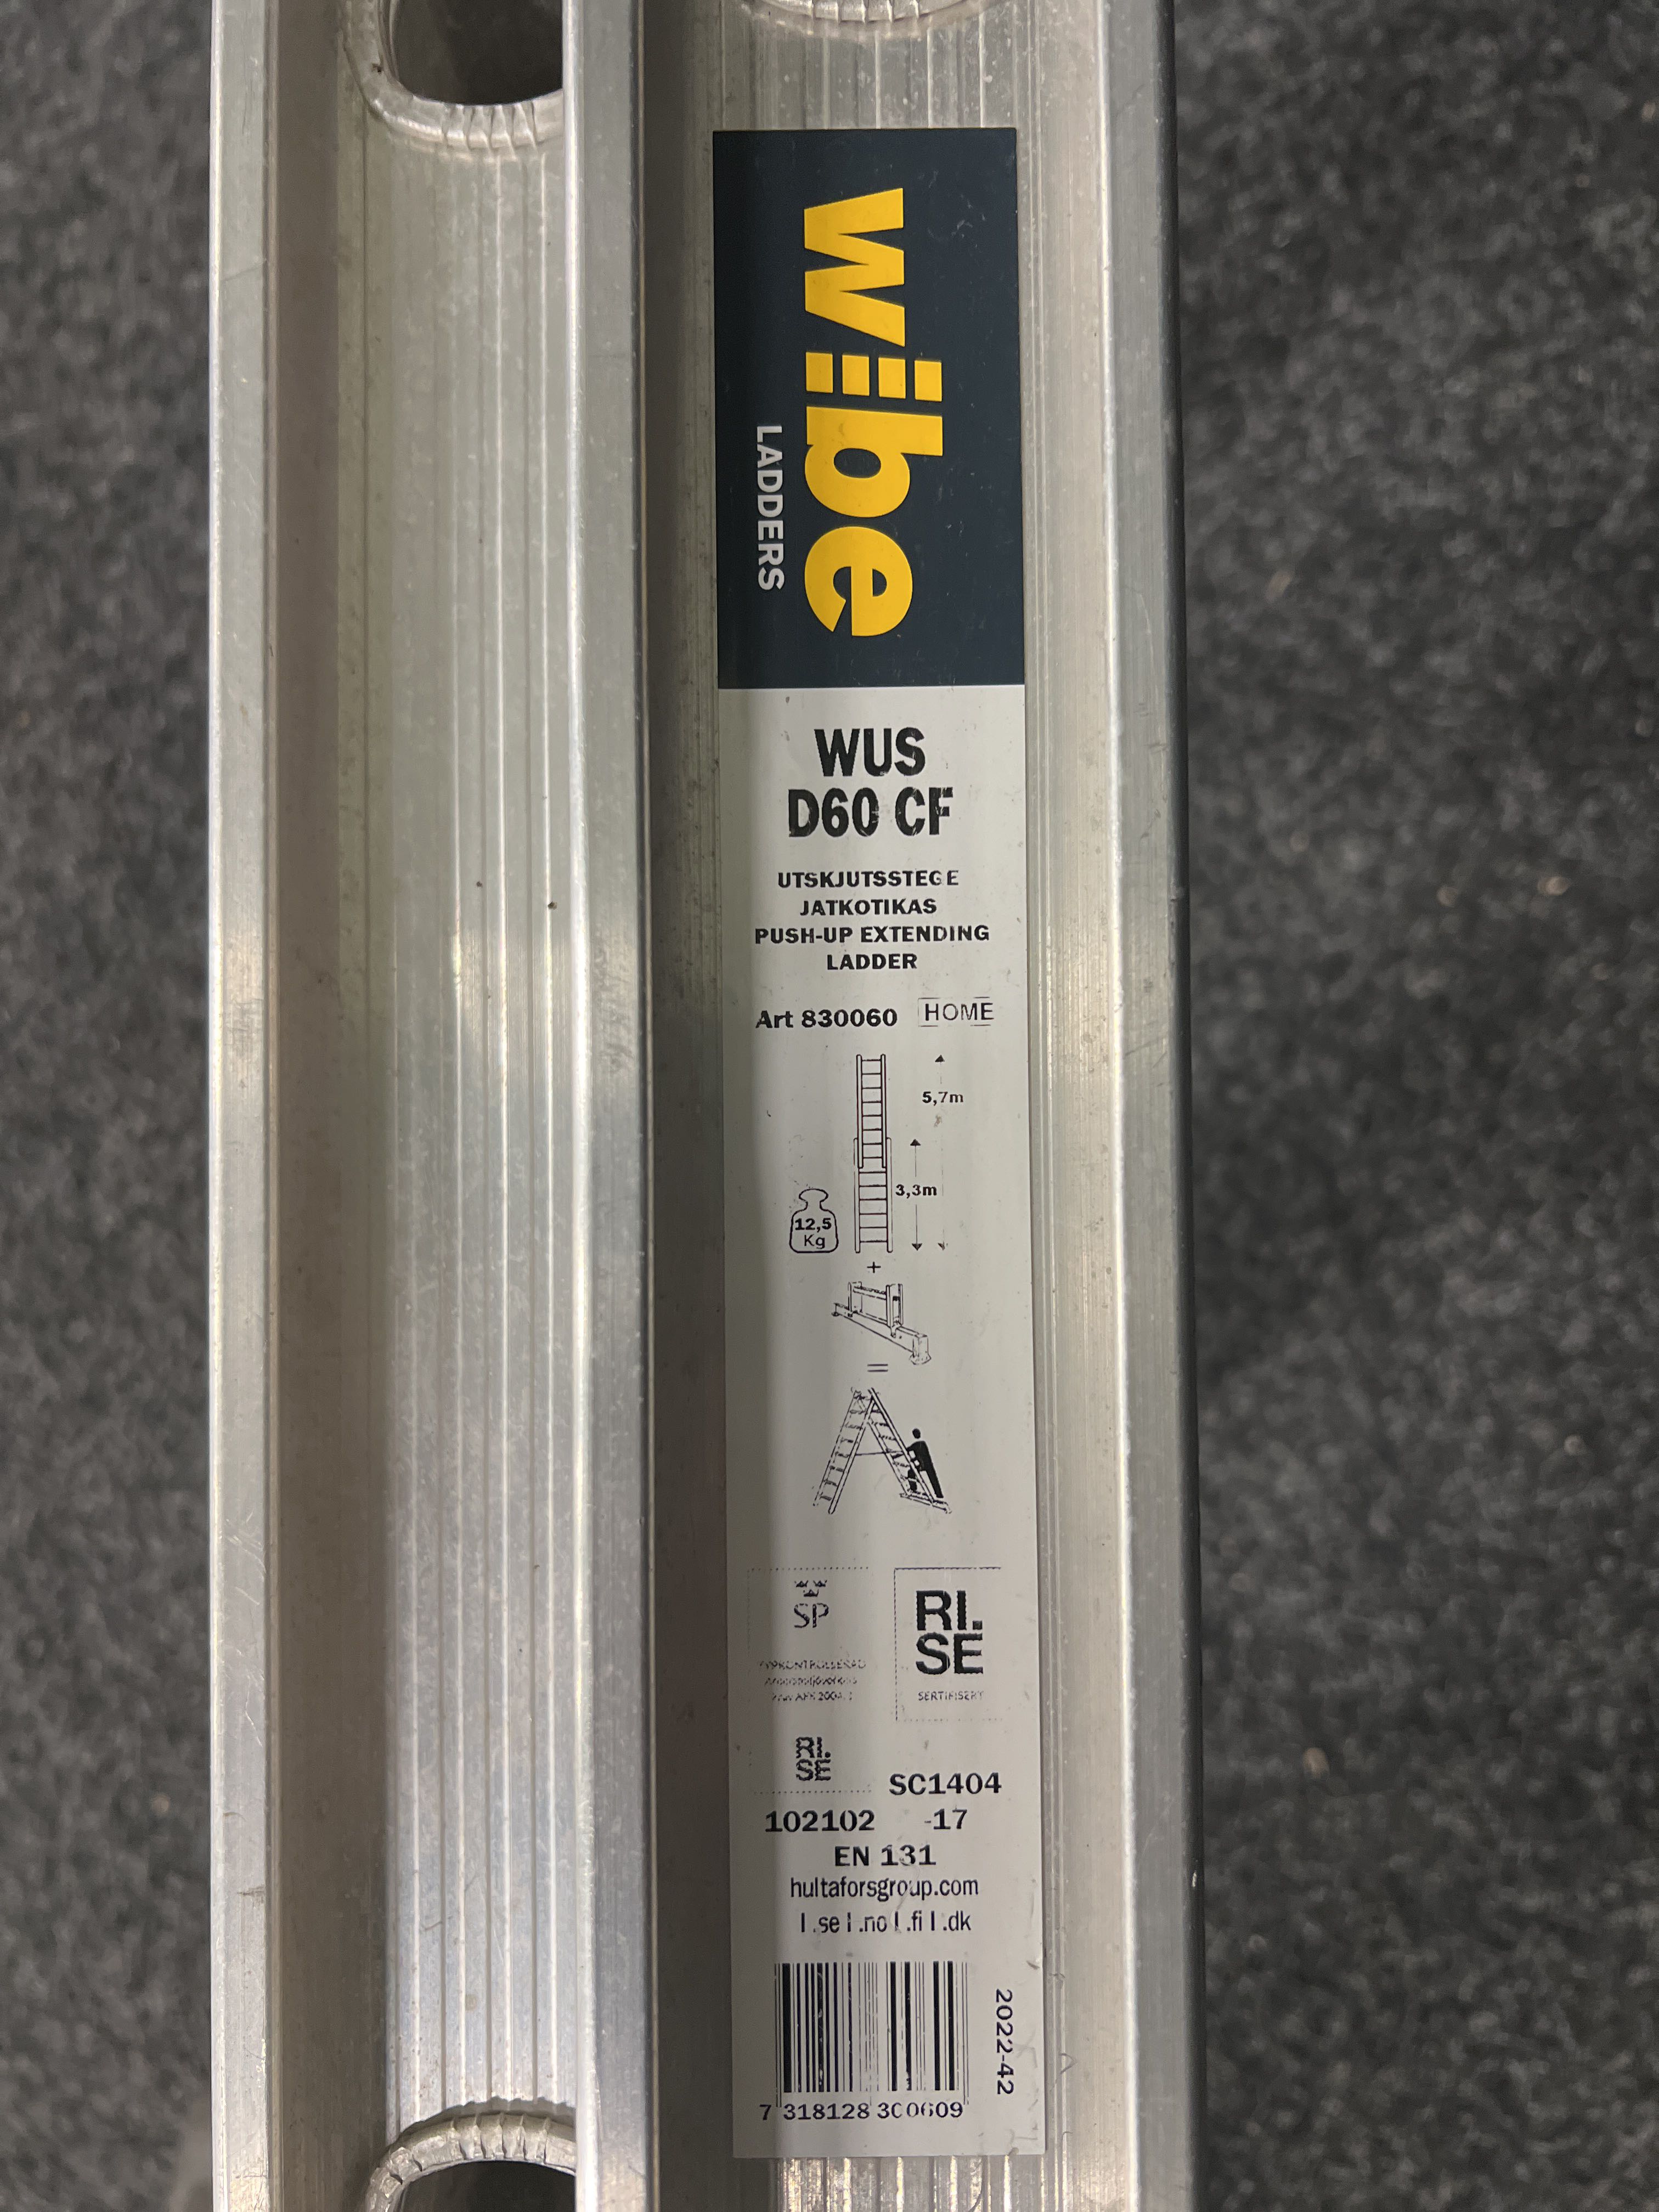 wibe
LADDERS
WUS
D60 CF
UTSKJUTSSTEGE
JATKOTIKAS
PUSH-UP EXTENDING
LADDER
Art 830060 HOME
5,7m
3,3m
12,5
Kg
+
=
SP
TYPKONTROLLERAD
RI.
SE
SERTIFISERT
RI.
SE
SC1404
-17
102102
EN 131
hultaforsgroup.com
| .se | .no | .fi | .dk
2022-42
7 318128 300609